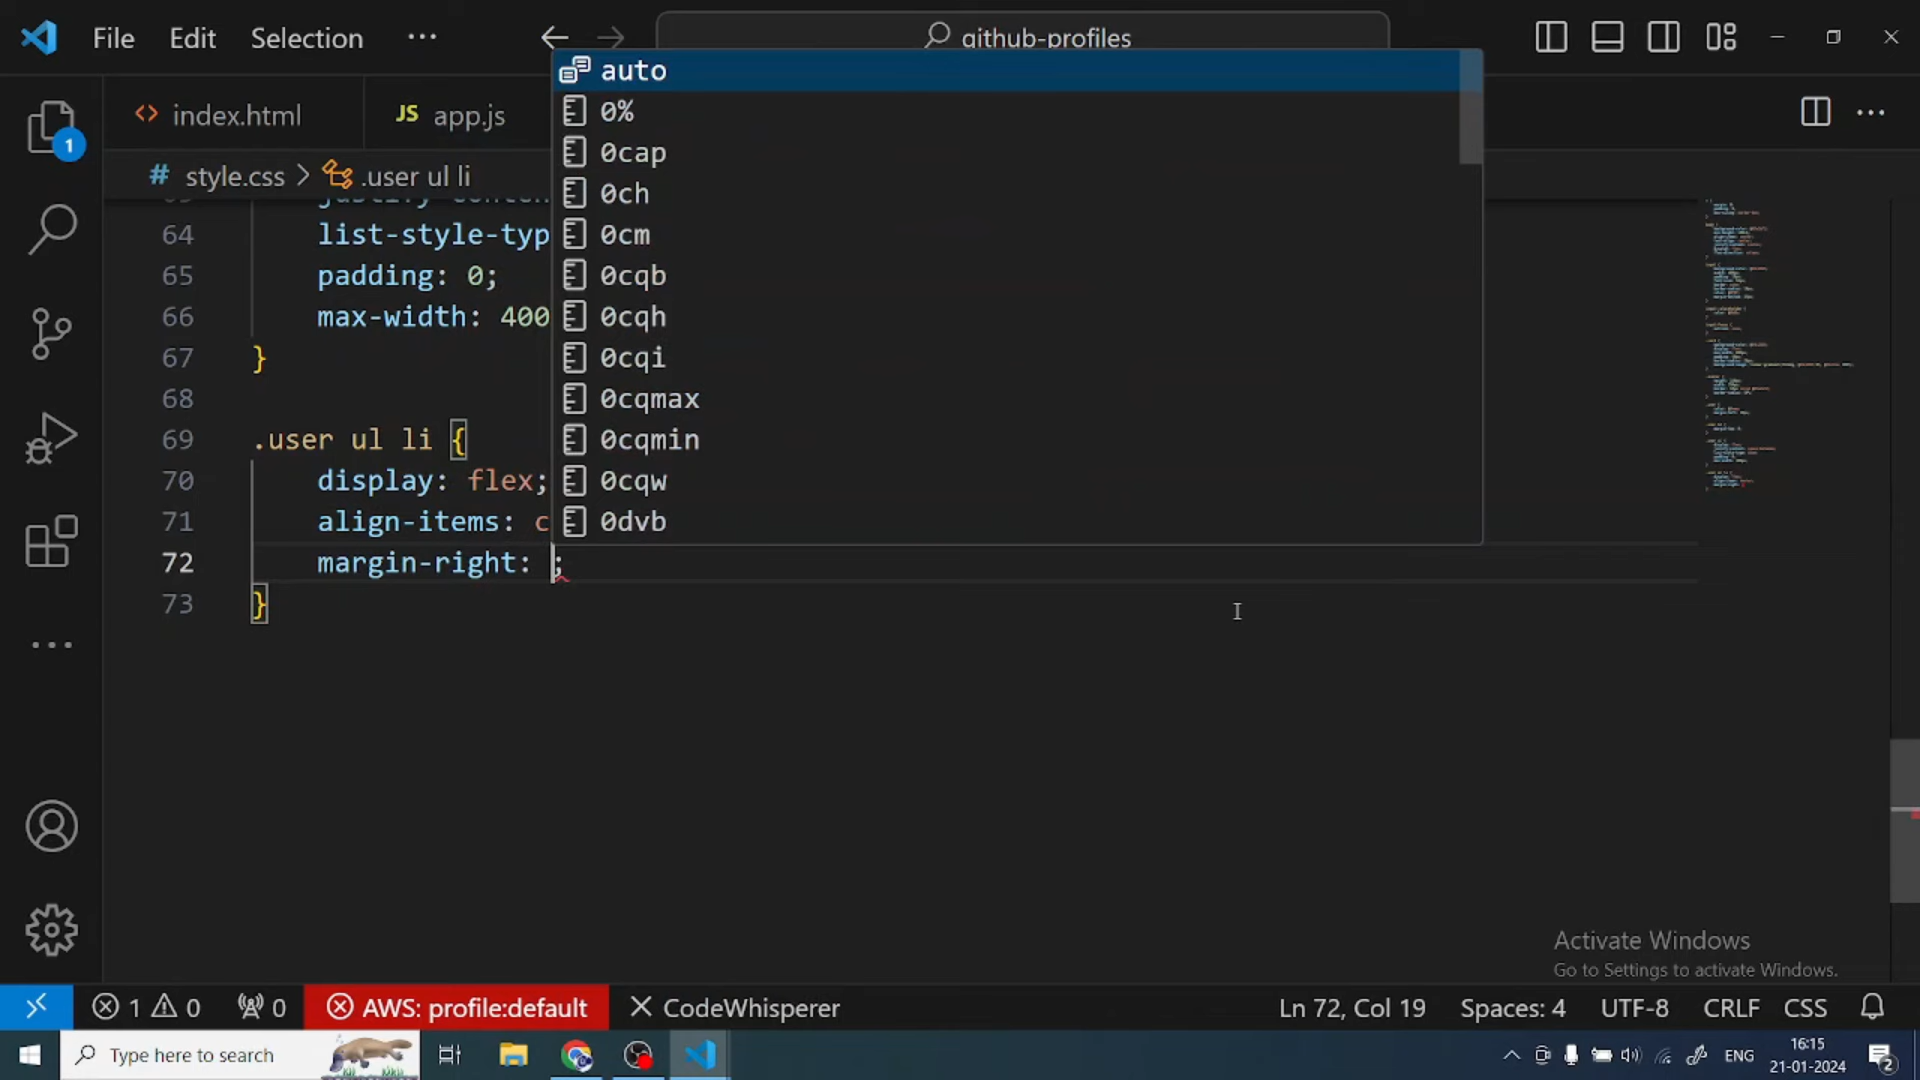 File Edit Selection ···
github-profiles
index.html JS app.js
# style.css > .user ul li
auto
0%
0cap
0ch
0cm
0cqb
0cqh
0cqi
0cqmax
0cqmin
0cqw
0dvb
64 list-style-typ
65 padding: 0;
66 max-width: 400
67 }
68
69 .user ul li {
70 display: flex;
71 align-items: c
72 margin-right: ;
73 }
1
Activate Windows
Go to Settings to activate Windows.
1 0 0 AWS: profile:default CodeWhisperer
Ln 72, Col 19 Spaces: 4 UTF-8 CRLF CSS
Type here to search
ENG 16:15
21-01-2024
2